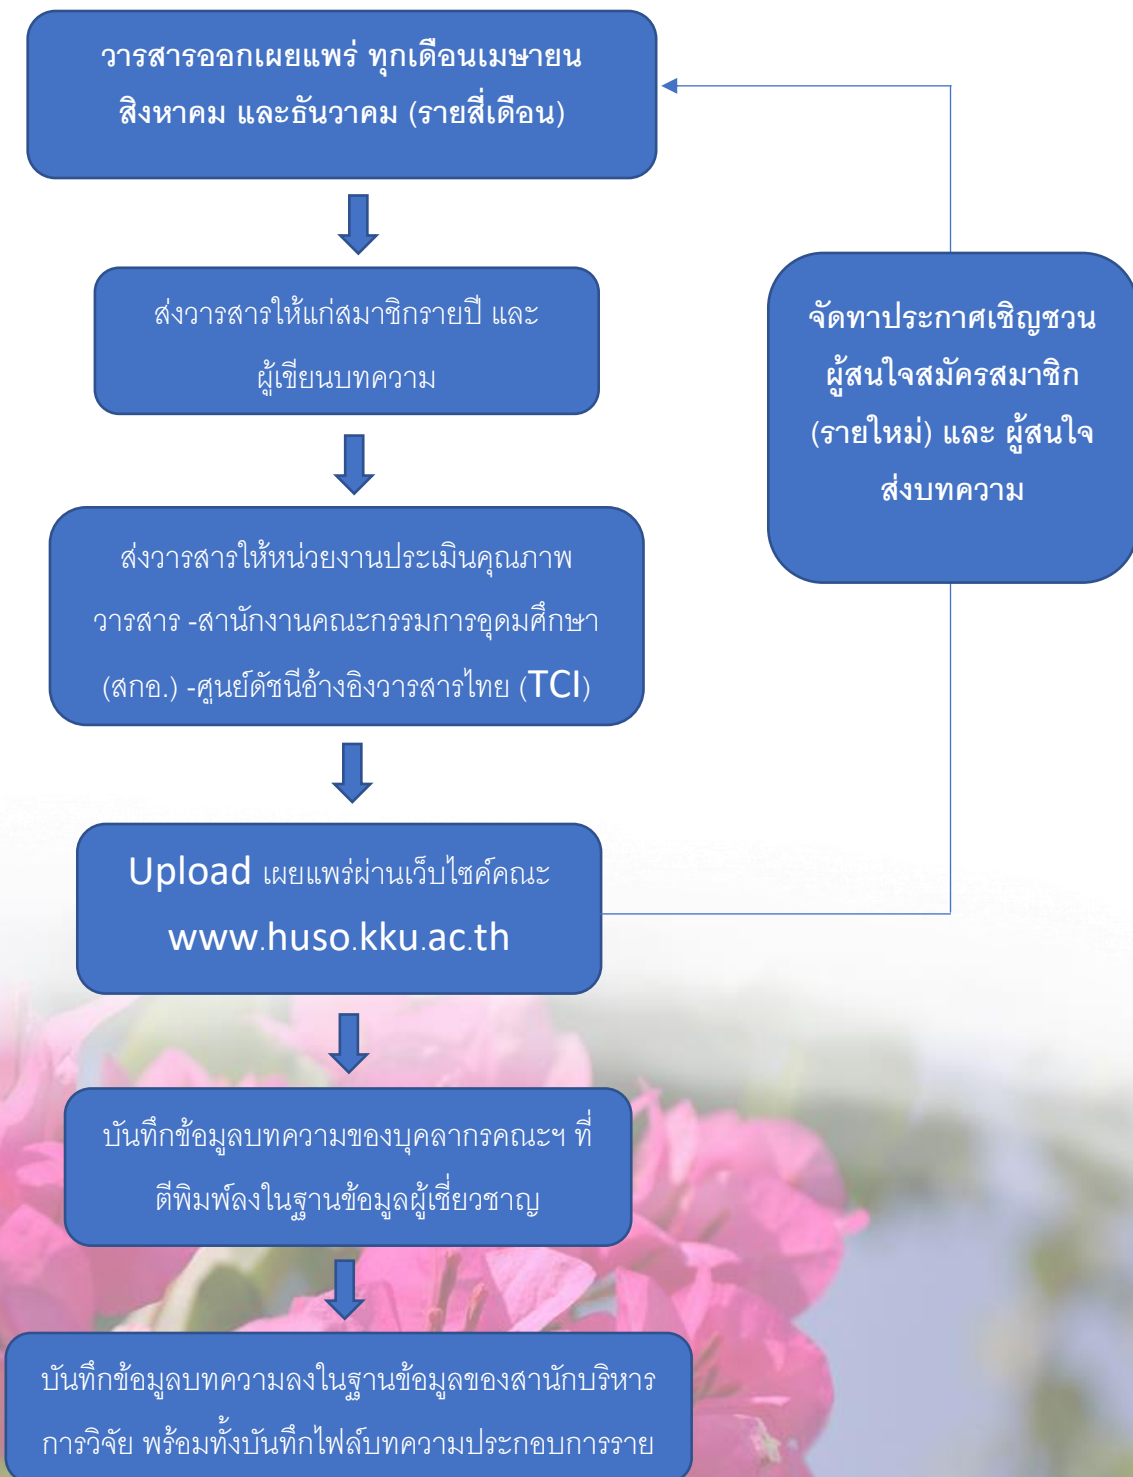 วารสารออกเผยแพร่ ทุกเดือนเมษายน
สิงหาคม และธันวาคม (รายสี่เดือน)
ส่งวารสารให้แก่สมาชิกรายปี และ
ผู้เขียนบทความ
จัดทาประกาศเชิญชวน
ผู้สนใจสมัครสมาชิก
(รายใหม่) และ ผู้สนใจ
ส่งบทความ
ส่งวารสารให้หน่วยงานประเมินคุณภาพ
วารสาร -สานักงานคณะกรรมการอุดมศึกษา
(สกอ.) -ศูนย์ดัชนีอ้างอิงวารสารไทย (TCI)
Upload เผยแพร่ผ่านเว็บไซค์คณะ
www.huso.kku.ac.th
บันทึกข้อมูลบทความของบุคลากรคณะฯ ที่
ตีพิมพ์ลงในฐานข้อมูลผู้เชี่ยวชาญ
บันทึกข้อมูลบทความลงในฐานข้อมูลของสานักบริหาร
การวิจัย พร้อมทั้งบันทึกไฟล์บทความประกอบการราย